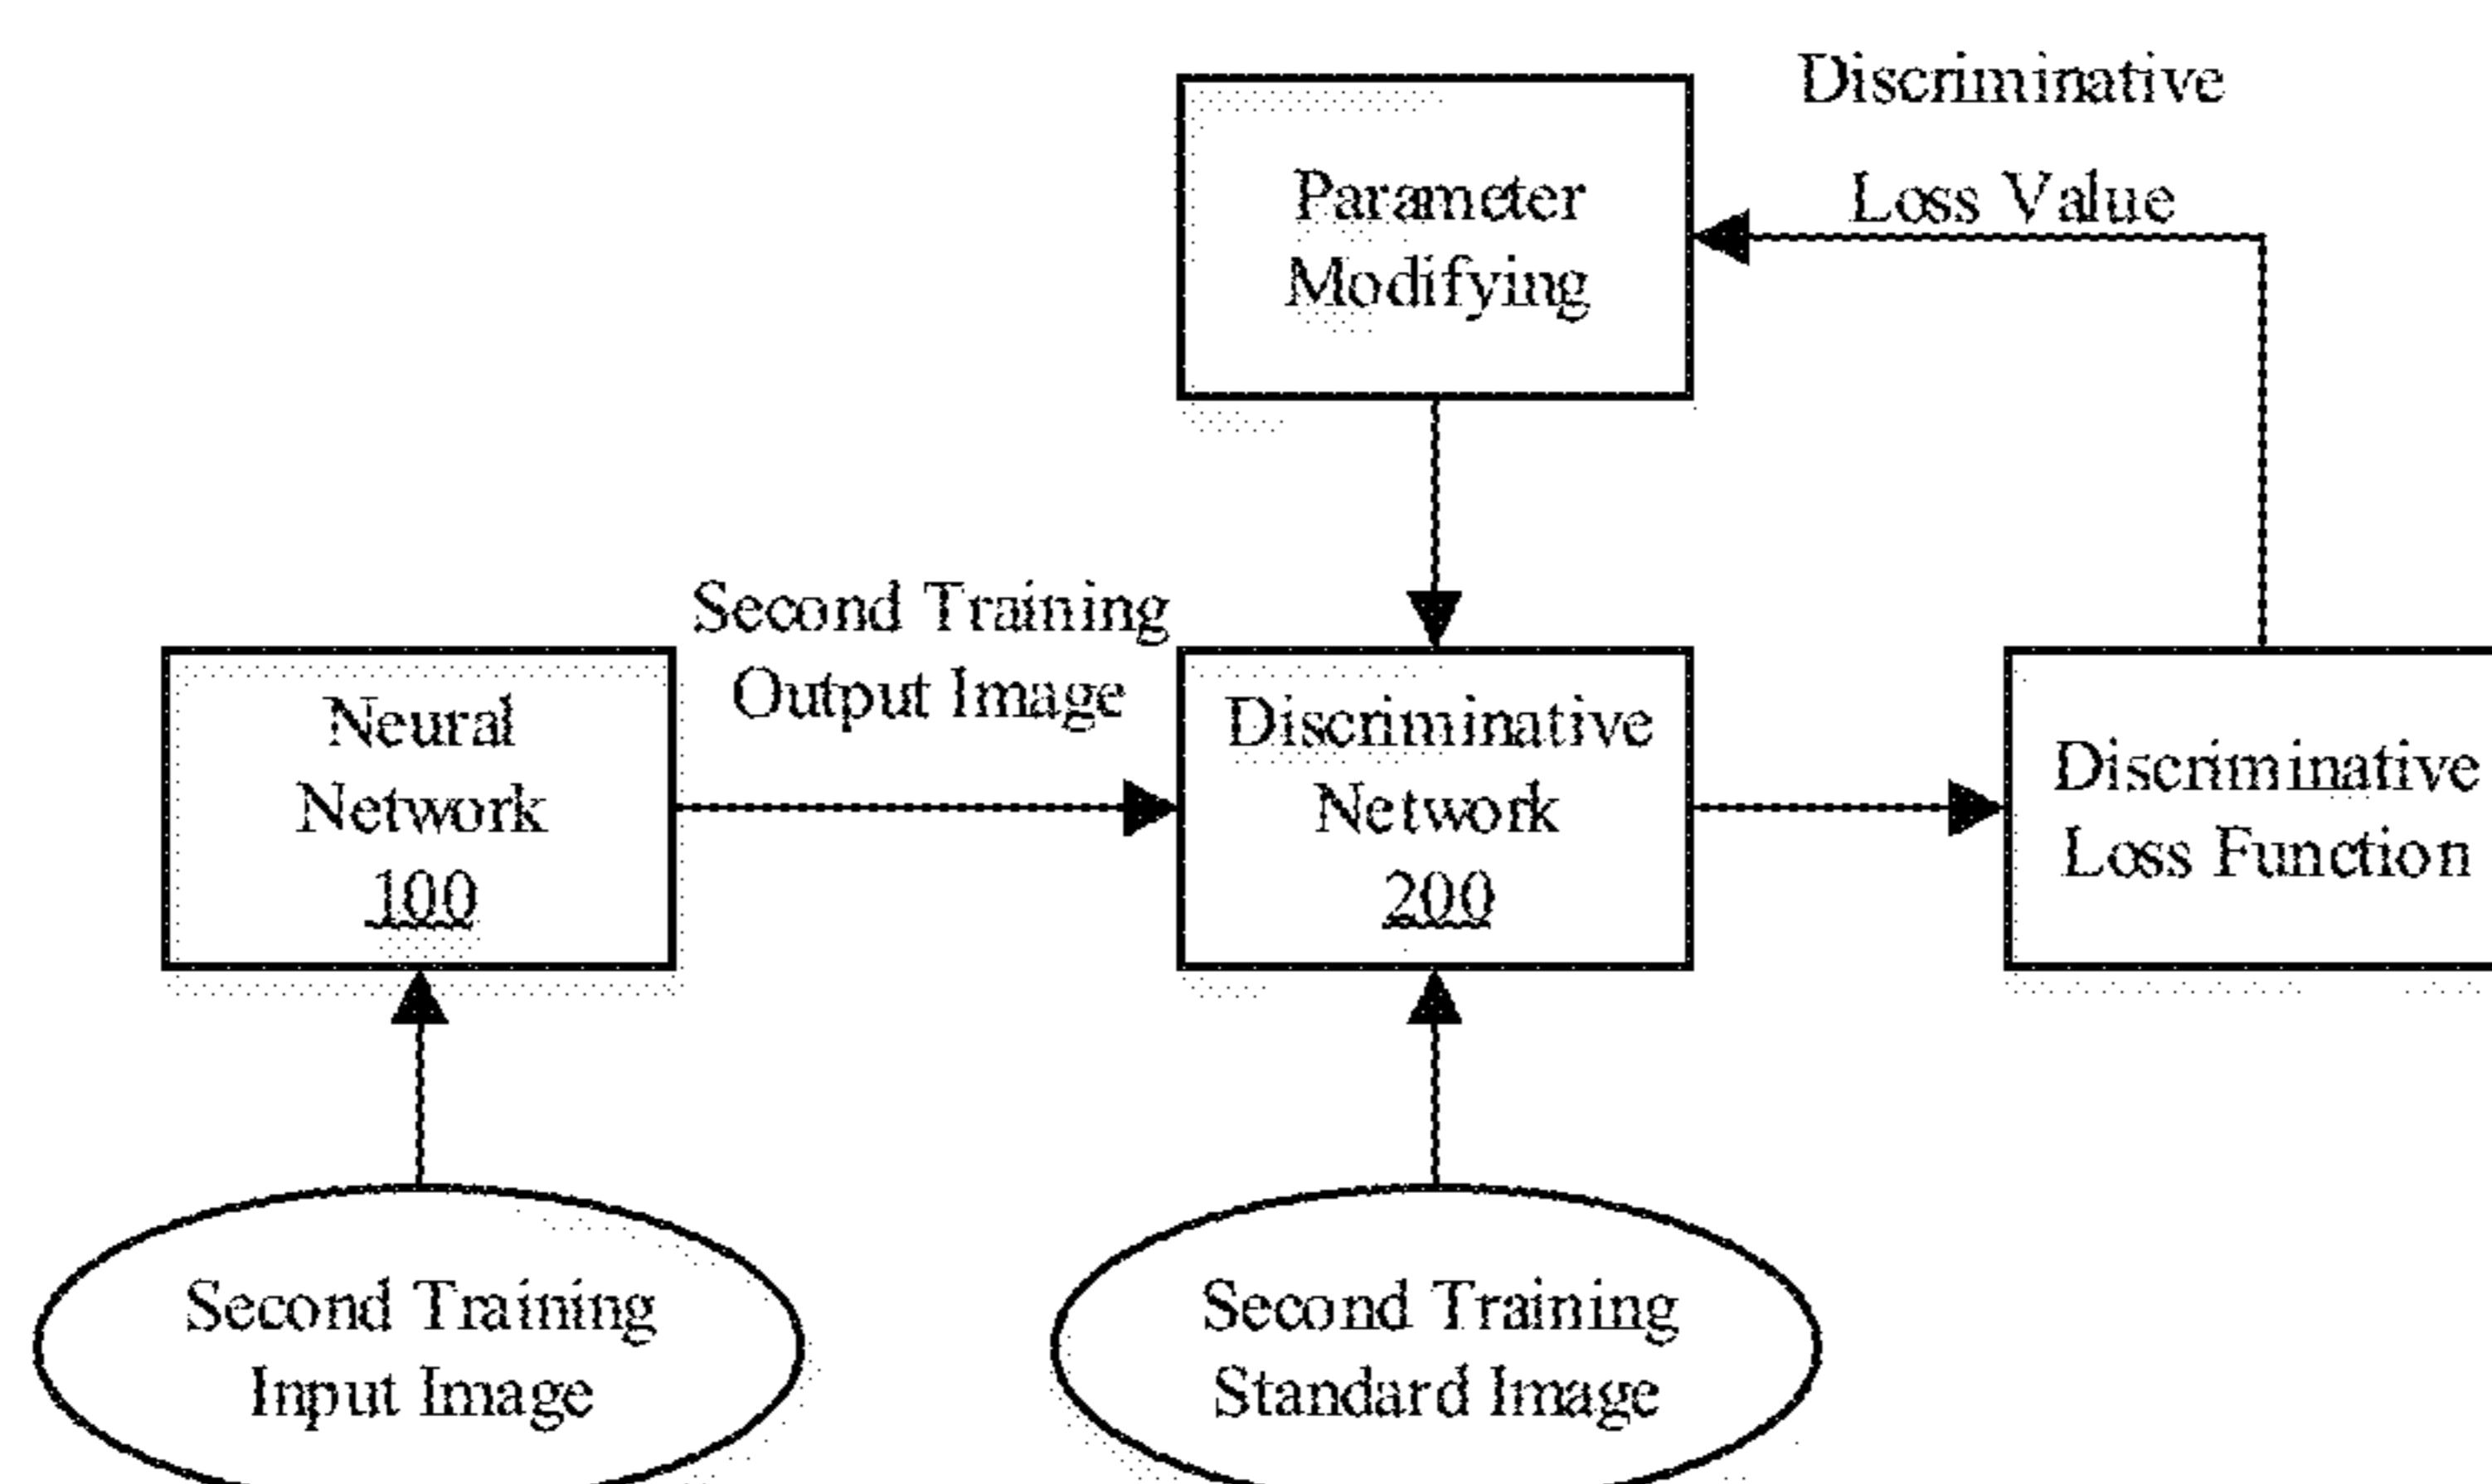 Discriminative
Loss Value
Parameter
Modifying
Second Training
Output Image
Neural
Network
100
Discriminative
Network
200
Discriminative
Loss Function
Second Training
Input Image
Second Training
Standard Image